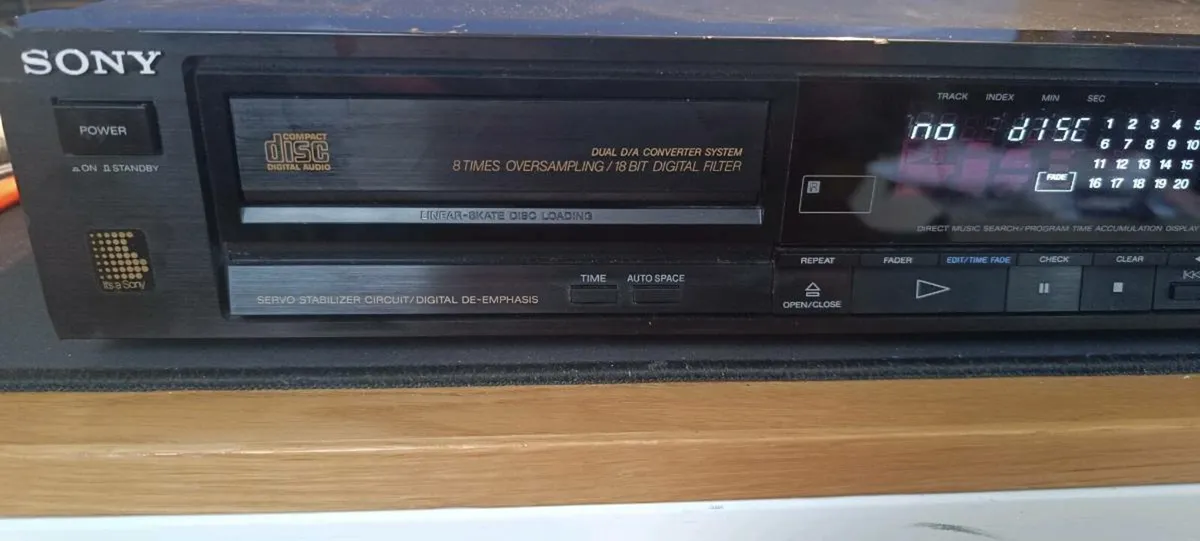 SONY
POWER
ON STANDBY
It's a Sony
COMPACT
disc
DIGITAL AUDIO
DUAL D/A CONVERTER SYSTEM
8 TIMES OVERSAMPLING / 18 BIT DIGITAL FILTER
LINEAR-SKATE DISC LOADING
SERVO STABILIZER CIRCUIT/DIGITAL DE-EMPHASIS
TIME AUTO SPACE
TRACK INDEX MIN SEC
no dISC
1 2 3 4 5
6 7 8 9 10
11 12 13 14 15
FADE
16 17 18 19 20
R
DIRECT MUSIC SEARCH/PROGRAM TIME ACCUMULATION DISPLAY
REPEAT FADER EDIT/TIME FADE CHECK CLEAR
OPEN/CLOSE